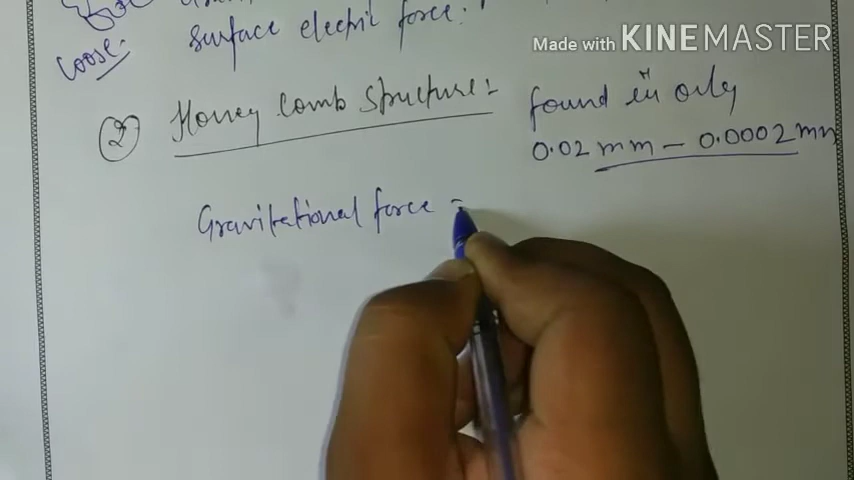 Made with KINEMASTER
Loose:
surface electric force:
② Honey comb structure:
found in only
0.02 mm - 0.0002 mm
Gravitational force =